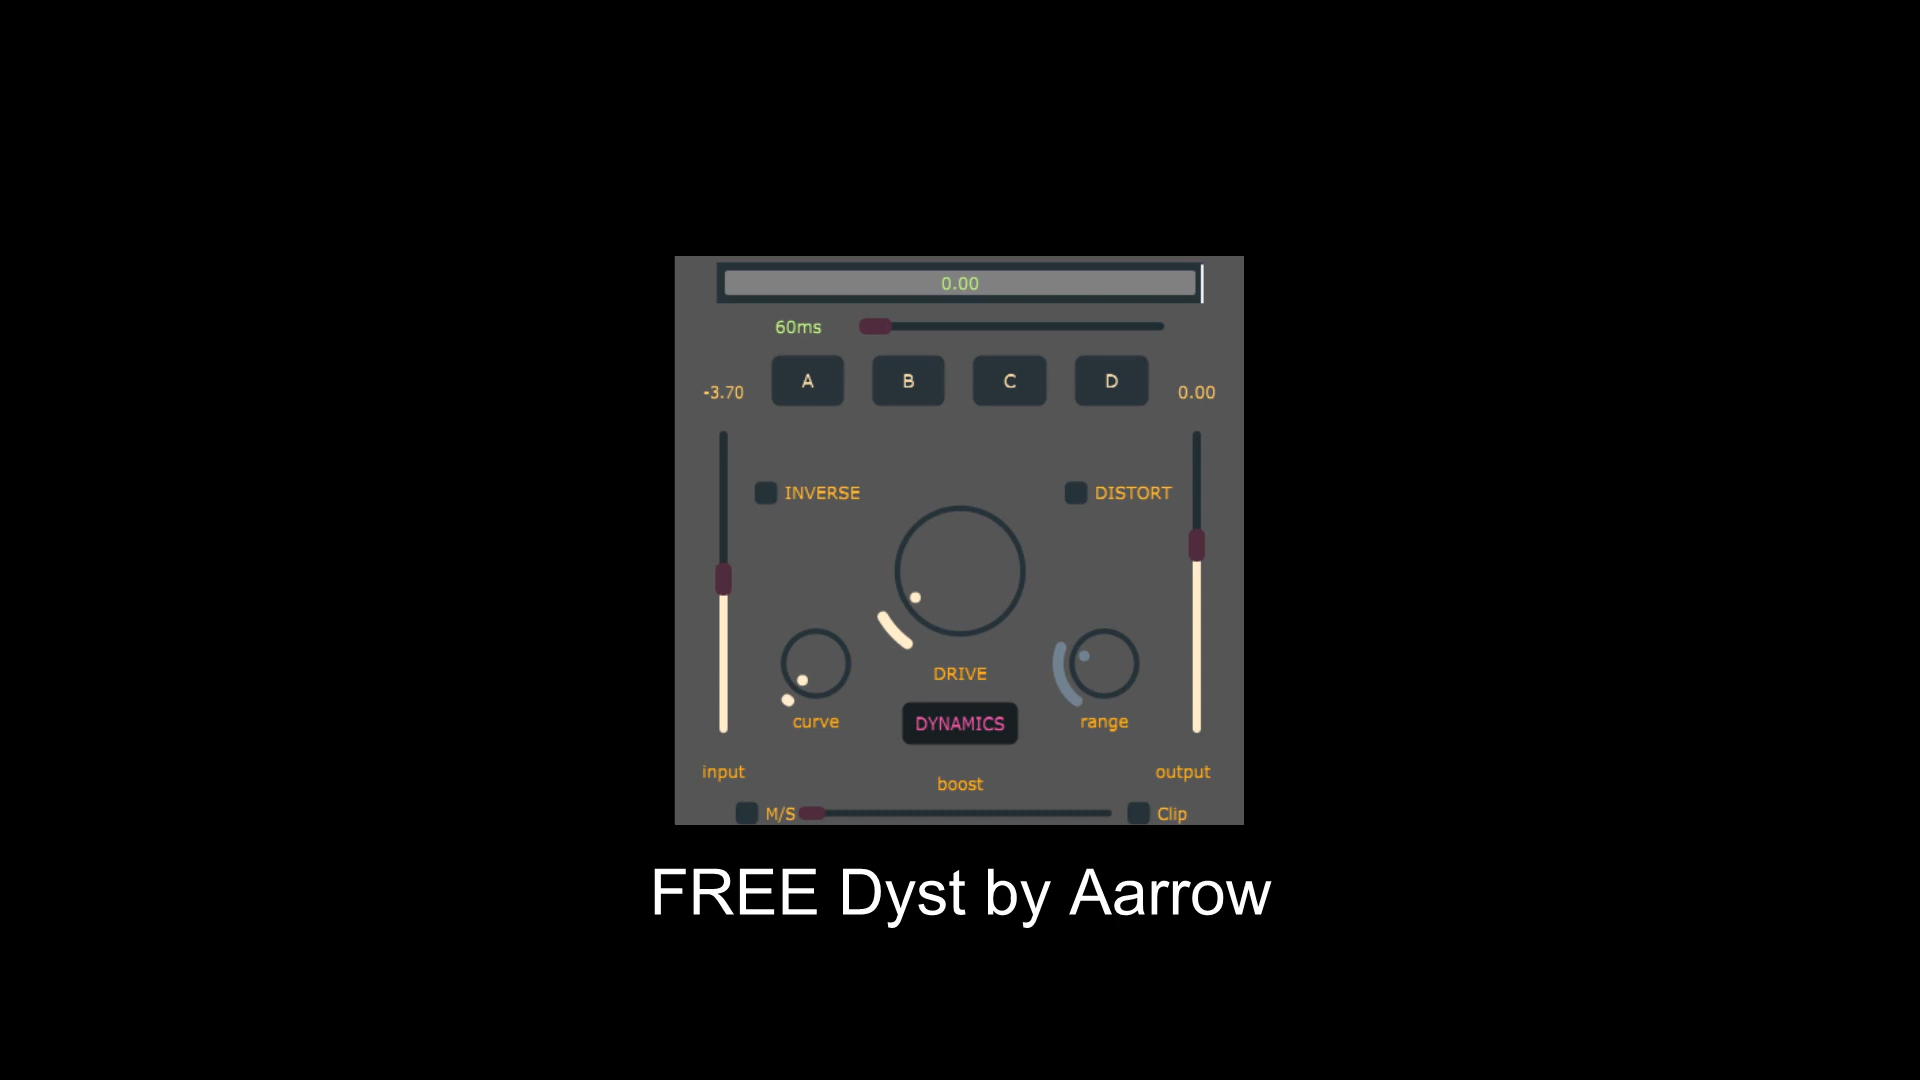 0.00
60ms
A B C D
-3.70 0.00
INVERSE DISTORT
DRIVE
curve DYNAMICS range
input output
boost
M/S Clip
FREE Dyst by Aarrow